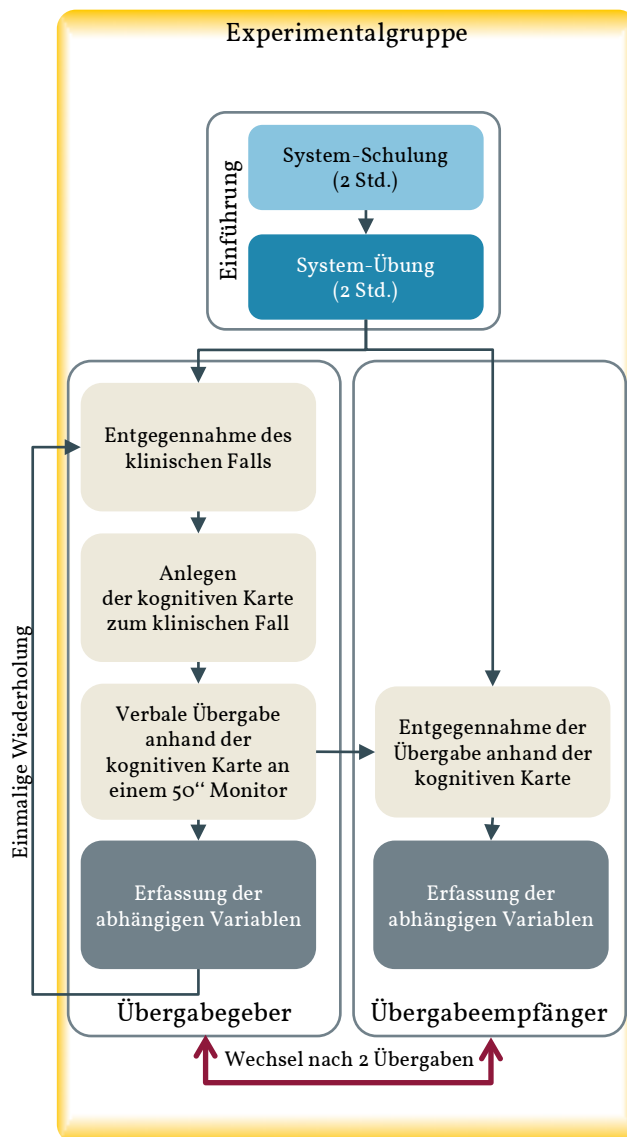 Experimentalgruppe
Einführung
System-Schulung
(2 Std.)
System-Übung
(2 Std.)
Einmalige Wiederholung
Entgegennahme des
klinischen Falls
Anlegen
der kognitiven Karte
zum klinischen Fall
Verbale Übergabe
anhand der
kognitiven Karte an
einem 50“ Monitor
Erfassung der
abhängigen Variablen
Übergabegeber
Entgegennahme der
Übergabe anhand der
kognitiven Karte
Erfassung der
abhängigen Variablen
Übergabeempfänger
Wechsel nach 2 Übergaben